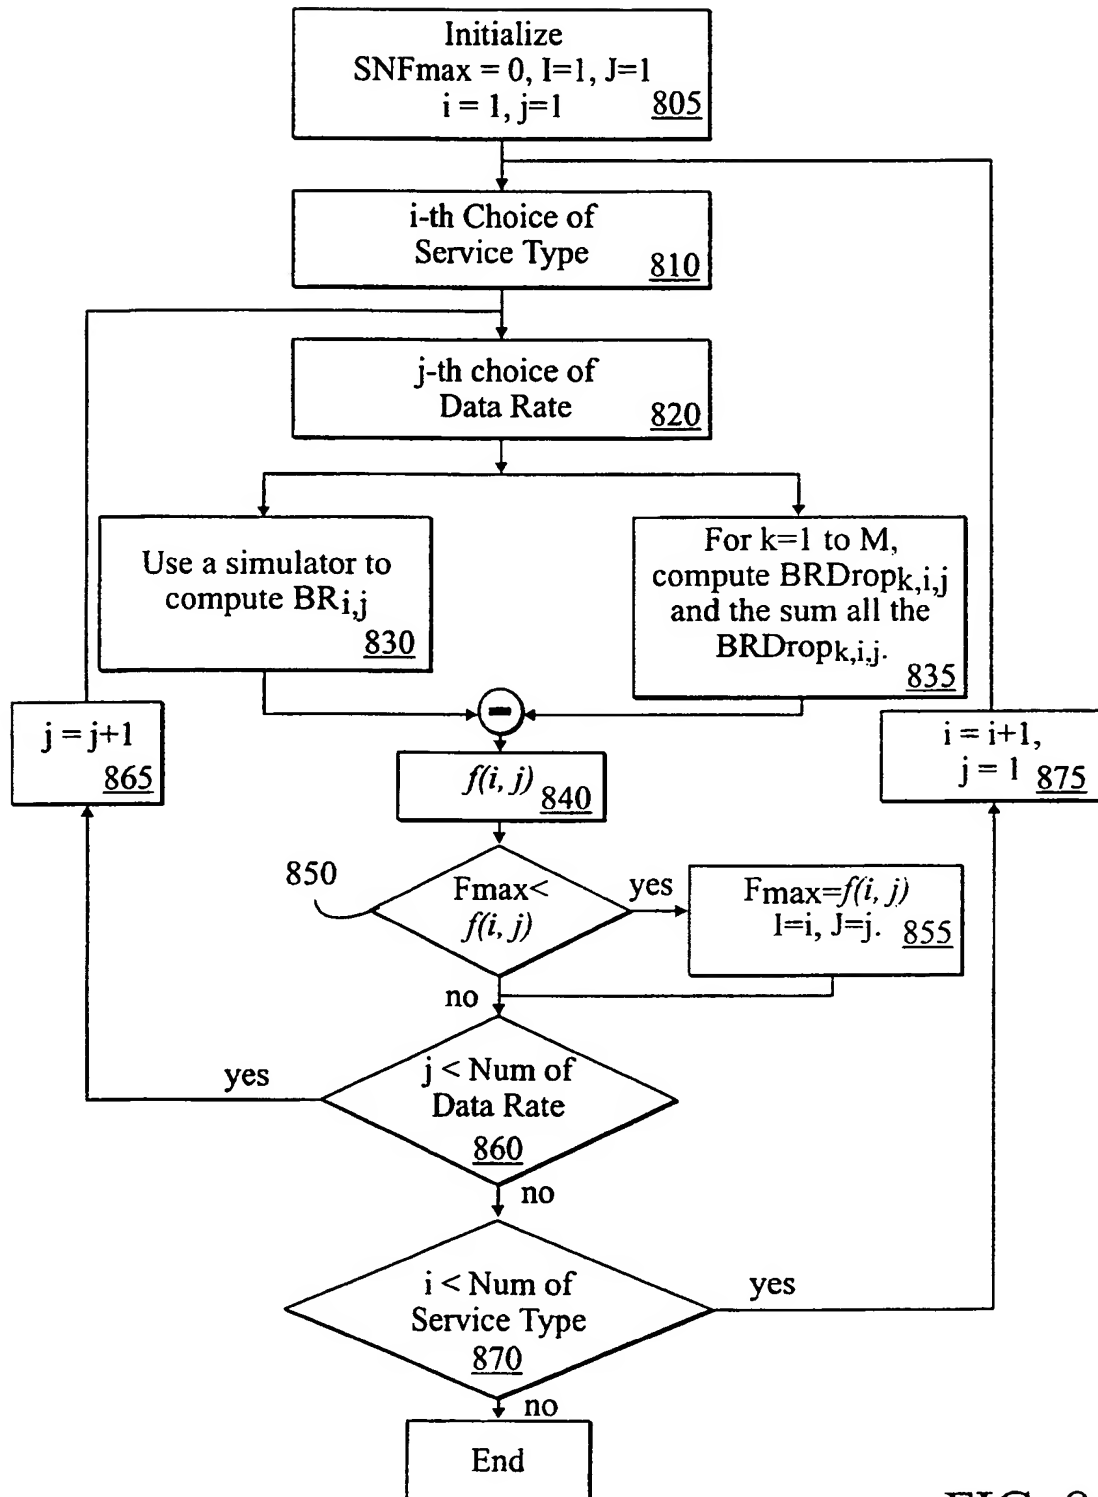 Initialize
SNFmax = 0, I=1, J=1
i = 1, j=1
805
i-th Choice of
Service Type
810
j-th choice of
Data Rate
820
Use a simulator to
compute BRi,j
830
For k=1 to M,
compute BRDropk,i,j
and the sum all the
BRDropk,i,j.
835
j = j+1
865
i = i+1,
j = 1
875
f(i, j)
840
850
Fmax<
f(i, j)
yes
Fmax=f(i, j)
I=i, J=j.
855
no
j < Num of
Data Rate
860
yes
no
i < Num of
Service Type
870
yes
no
End